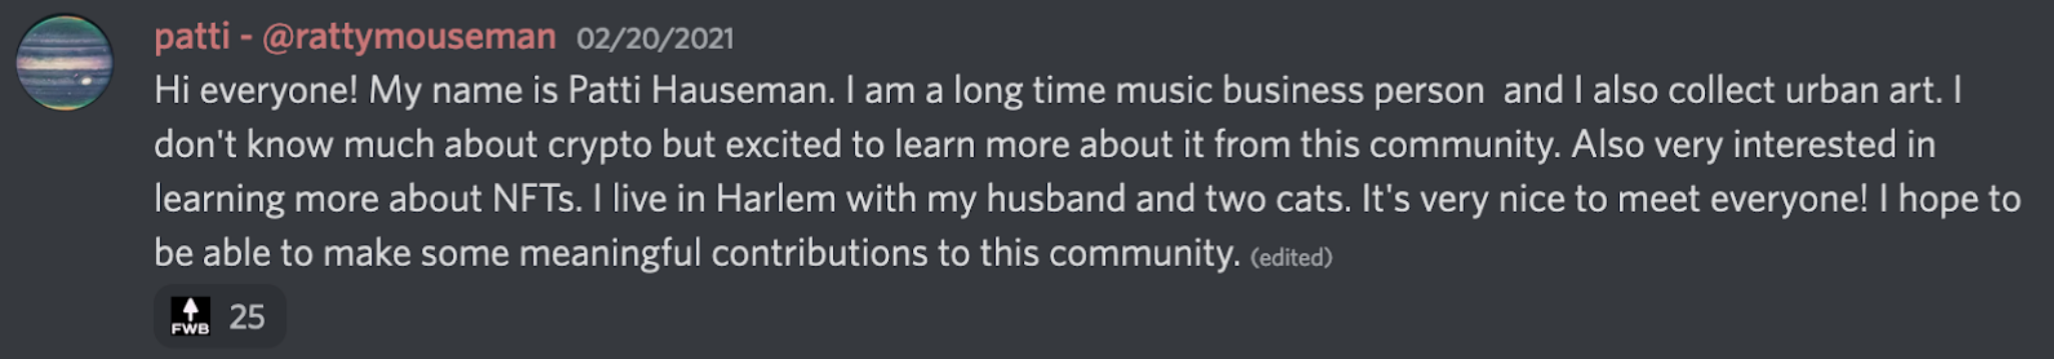 patti - @rattymouseman 02/20/2021
Hi everyone! My name is Patti Hauseman. I am a long time music business person  and I also collect urban art. I
don't know much about crypto but excited to learn more about it from this community. Also very interested in
learning more about NFTs. I live in Harlem with my husband and two cats. It's very nice to meet everyone! I hope to
be able to make some meaningful contributions to this community. (edited)
FWB 25